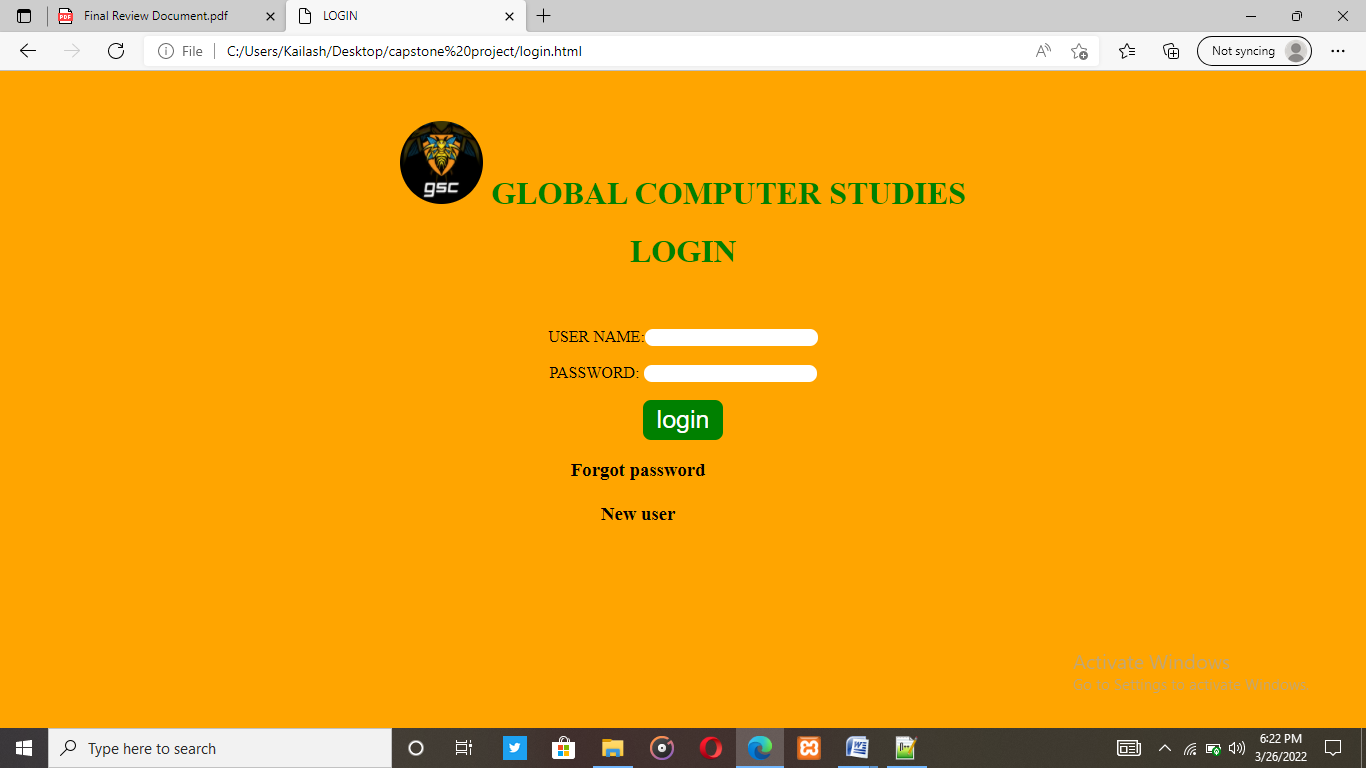 Final Review Document.pdf
LOGIN
File
C:/Users/Kailash/Desktop/capstone%20project/login.html
Not syncing
gsc
GLOBAL COMPUTER STUDIES
LOGIN
USER NAME:
PASSWORD:
login
Forgot password
New user
Activate Windows
Go to Settings to activate Windows.
Type here to search
6:22 PM
3/26/2022